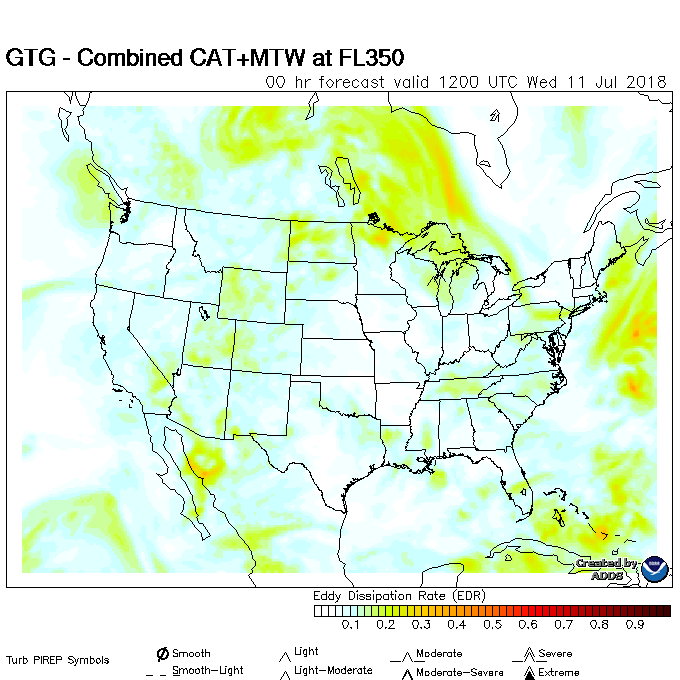 GTG - Combined CAT+MTW at FL350
00 hr forecast valid 1200 UTC Wed 11 Jul 2018
Created by
ADDS
Eddy Dissipation Rate (EDR)
0.1 0.2 0.3 0.4 0.5 0.6 0.7 0.8 0.9
Turb PIREP Symbols
Smooth Light Moderate Severe
Smooth-Light Light-Moderate Moderate-Severe Extreme